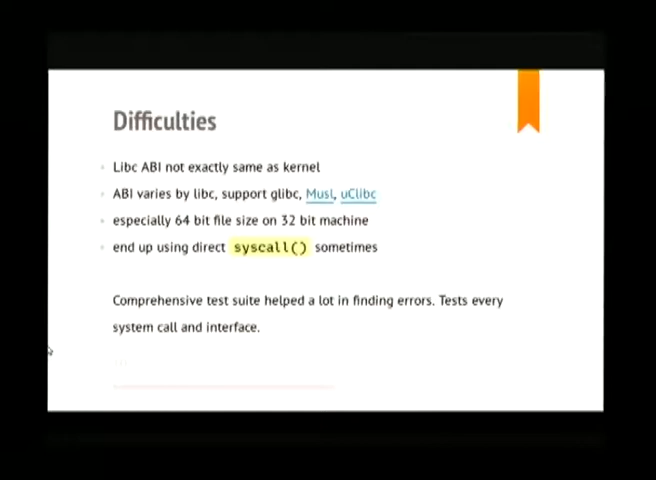 Difficulties
Libc ABI not exactly same as kernel
ABI varies by libc, support glibc, Musl, uClibc
especially 64 bit file size on 32 bit machine
end up using direct syscall() sometimes
Comprehensive test suite helped a lot in finding errors. Tests every
system call and interface.